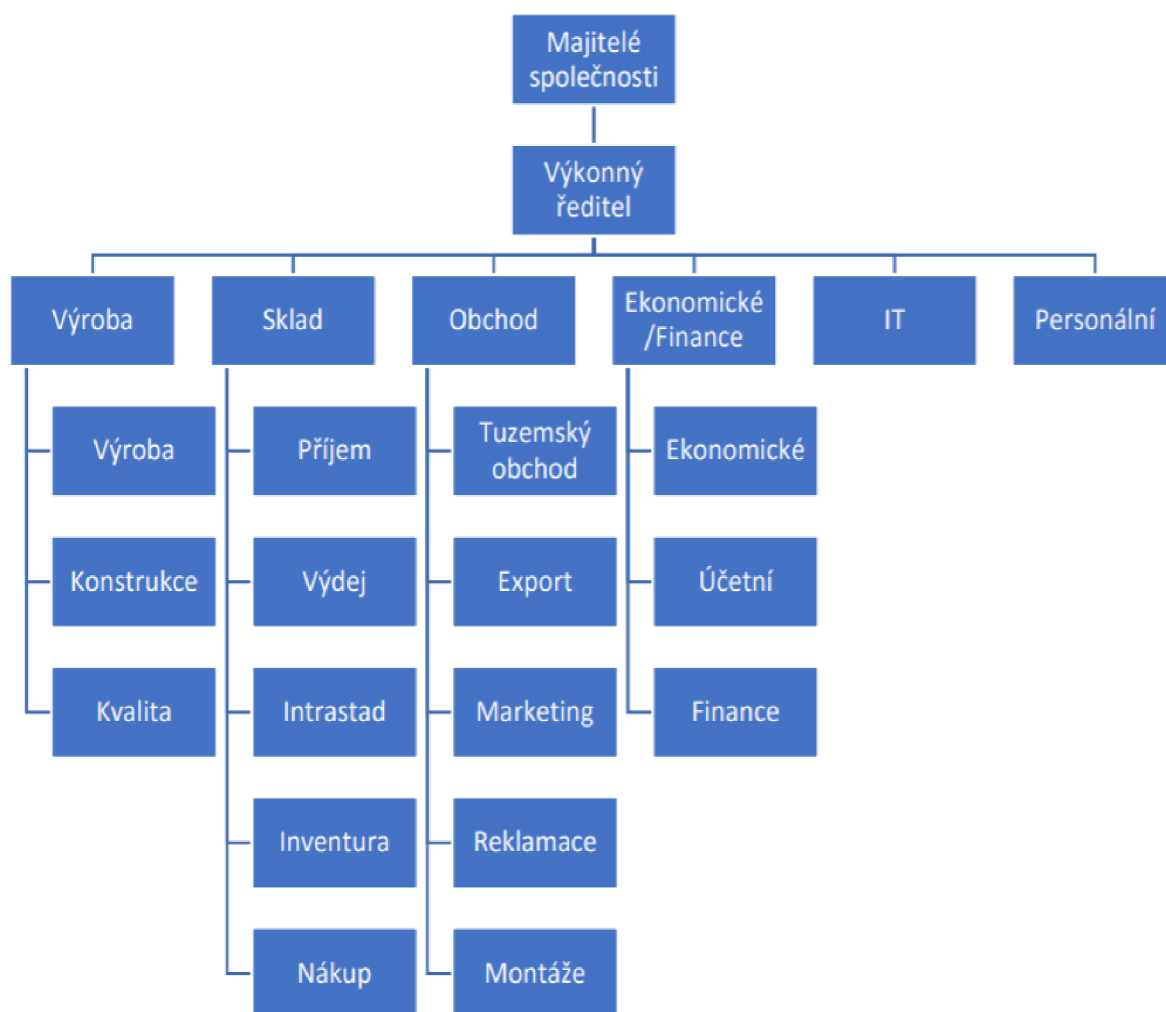 Majitelé
společnosti
Výkonný
ředitel
Výroba
Sklad
Obchod
Ekonomické
/Finance
IT
Personální
Výroba
Příjem
Tuzemský
obchod
Ekonomické
Konstrukce
Výdej
Export
Účetní
Kvalita
Intrastad
Marketing
Finance
Inventura
Reklamace
Nákup
Montáže